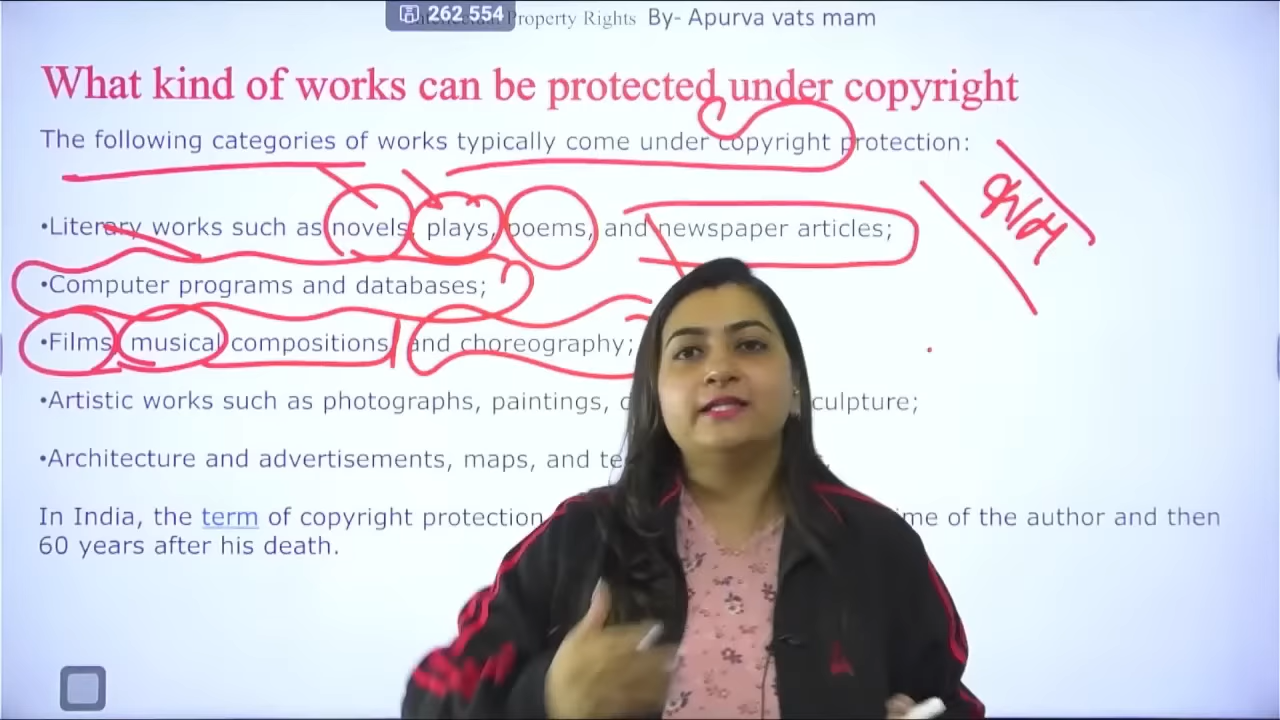 262 554
Property Rights By- Apurva vats mam
What kind of works can be protected under copyright
The following categories of works typically come under copyright protection:
•Literary works such as novels, plays, poems, and newspaper articles;
•Computer programs and databases;
•Films, musical compositions, and choreography;
•Artistic works such as photographs, paintings,
•Architecture and advertisements, maps, and
In India, the term of copyright protection of the author and then
60 years after his death.